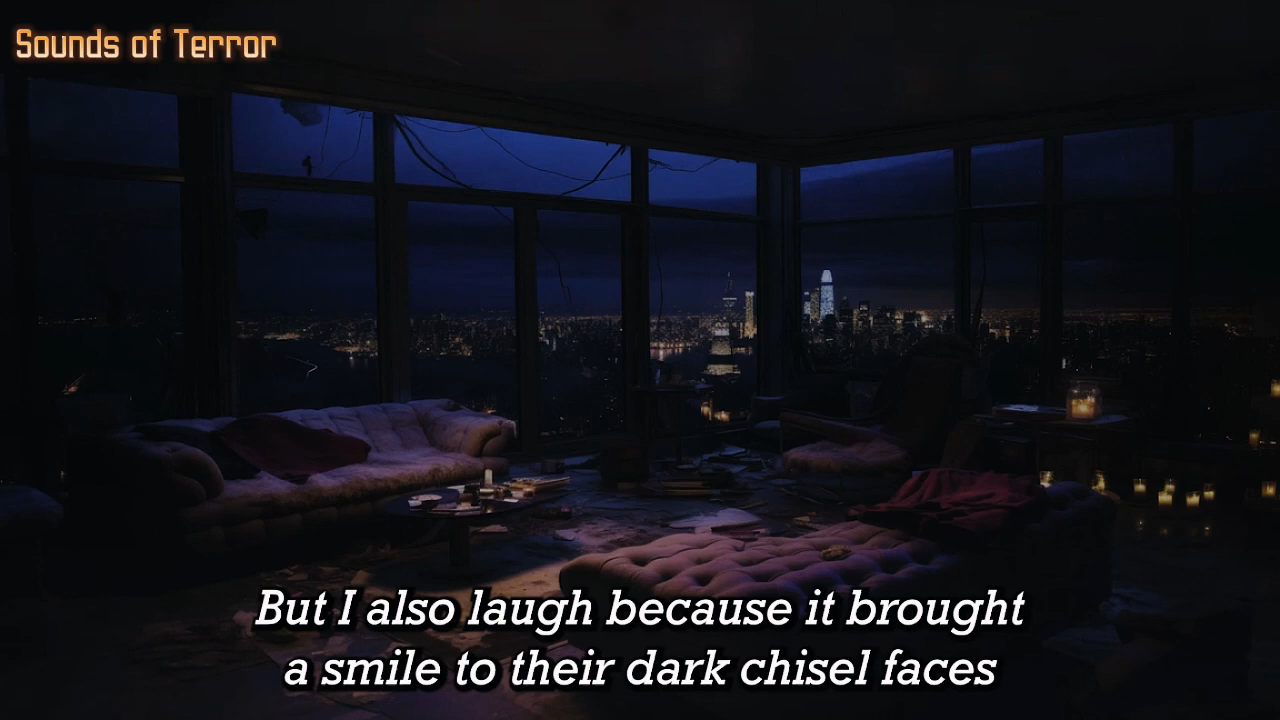 Sounds of Terror
But I also laugh because it brought
a smile to their dark chisel faces